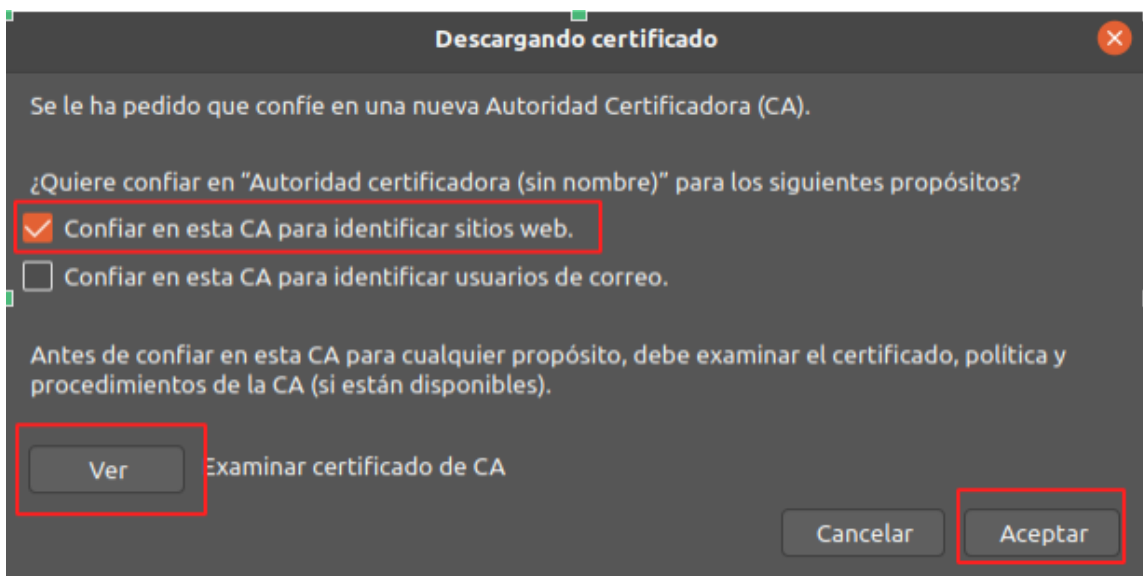 Descargando certificado
Se le ha pedido que confíe en una nueva Autoridad Certificadora (CA).
¿Quiere confiar en “Autoridad certificadora (sin nombre)” para los siguientes propósitos?
Confiar en esta CA para identificar sitios web.
Confiar en esta CA para identificar usuarios de correo.
Antes de confiar en esta CA para cualquier propósito, debe examinar el certificado, política y
procedimientos de la CA (si están disponibles).
Ver Examinar certificado de CA
Cancelar Aceptar